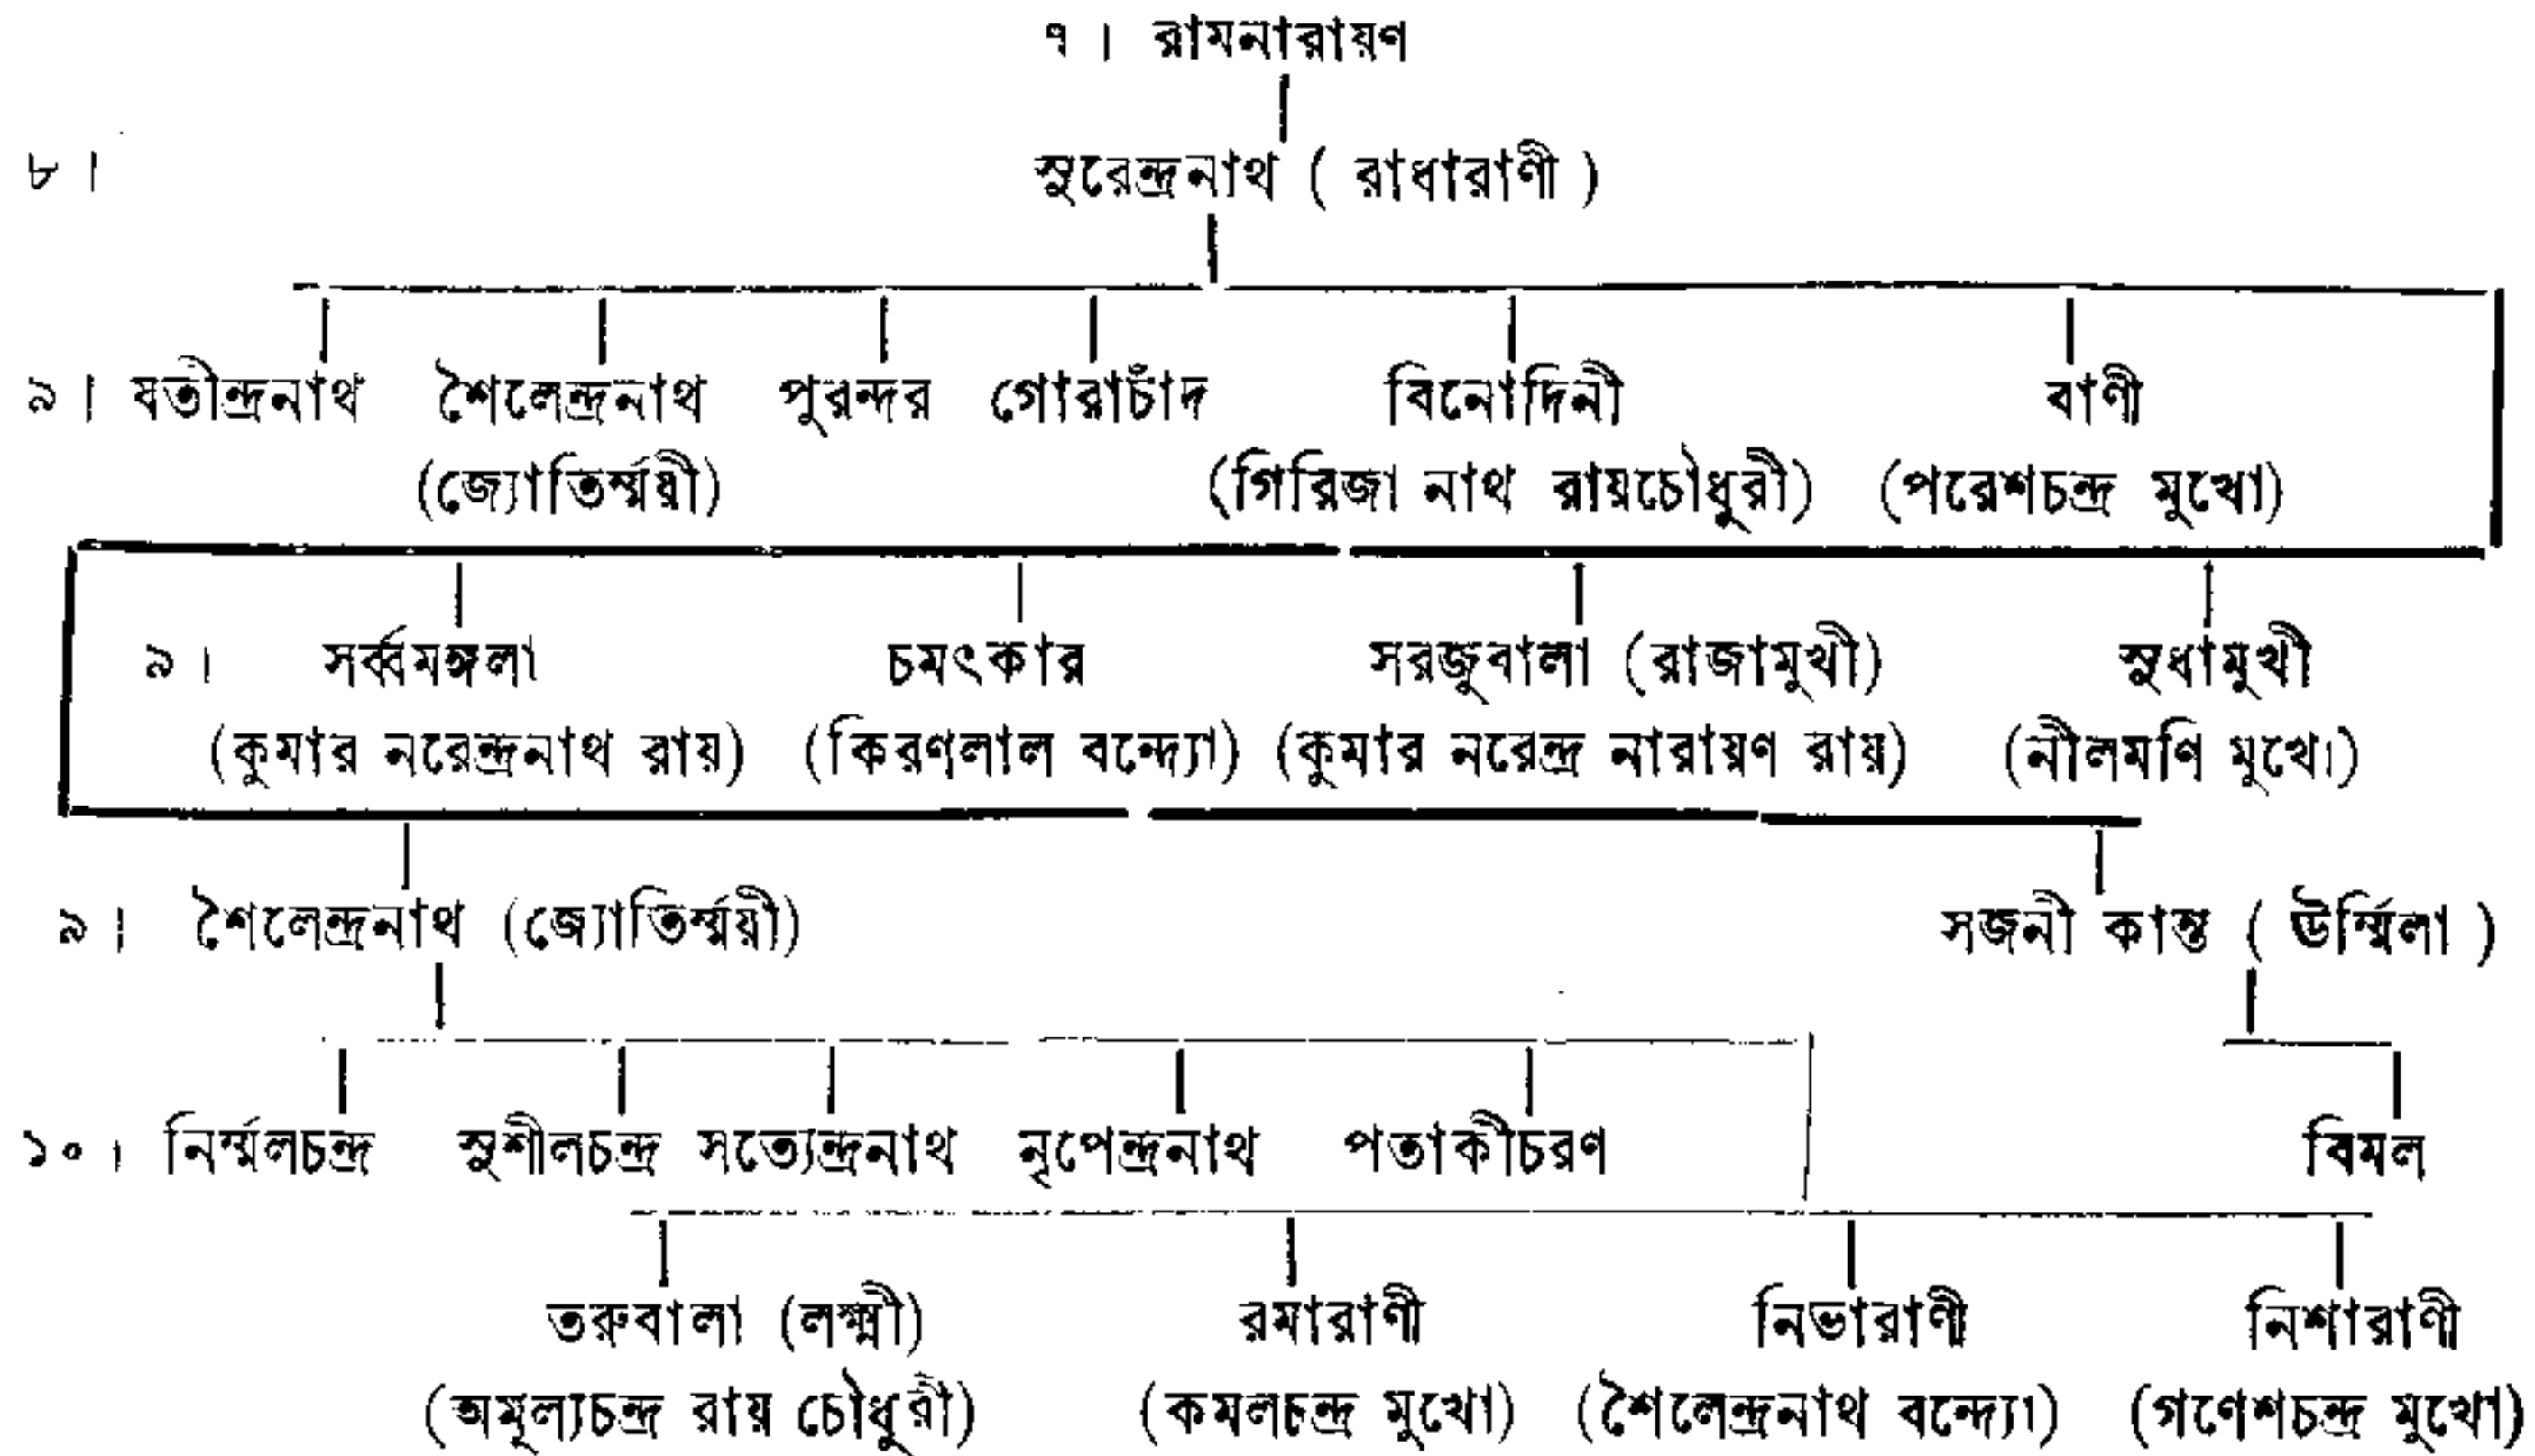 ৭। রামনারায়ণ
৮। সুরেন্দ্রনাথ ( রাধারাণী )
৯। যতীন্দ্রনাথ শৈলেন্দ্রনাথ পুরন্দর গোরাচাঁদ বিনোদিনী বাণী
(জ্যোতির্ম্ময়ী) (গিরিজা নাথ রায়চৌধুরী) (পরেশচন্দ্র মুখো)
৯। সর্ব্বমঙ্গলা চমৎকার সরজুবালা (রাজামুখী) সুধামুখী
(কুমার নরেন্দ্রনাথ রায়) (কিরণলাল বন্দ্যো) (কুমার নরেন্দ্র নারায়ণ রায়) (নীলমণি মুখো)
৯। শৈলেন্দ্রনাথ (জ্যোতির্ম্ময়ী) সজনী কান্ত ( ঊর্ম্মিলা )
১০। নির্ম্মলচন্দ্র সুশীলচন্দ্র সত্যেন্দ্রনাথ নৃপেন্দ্রনাথ পতাকীচরণ বিমল
তরুবালা (লক্ষ্মী) রমারাণী নিভারাণী নিশারাণী
(অমূল্যচন্দ্র রায় চৌধুরী) (কমলচন্দ্র মুখো) (শৈলেন্দ্রনাথ বন্দ্যো) (গণেশচন্দ্র মুখো)